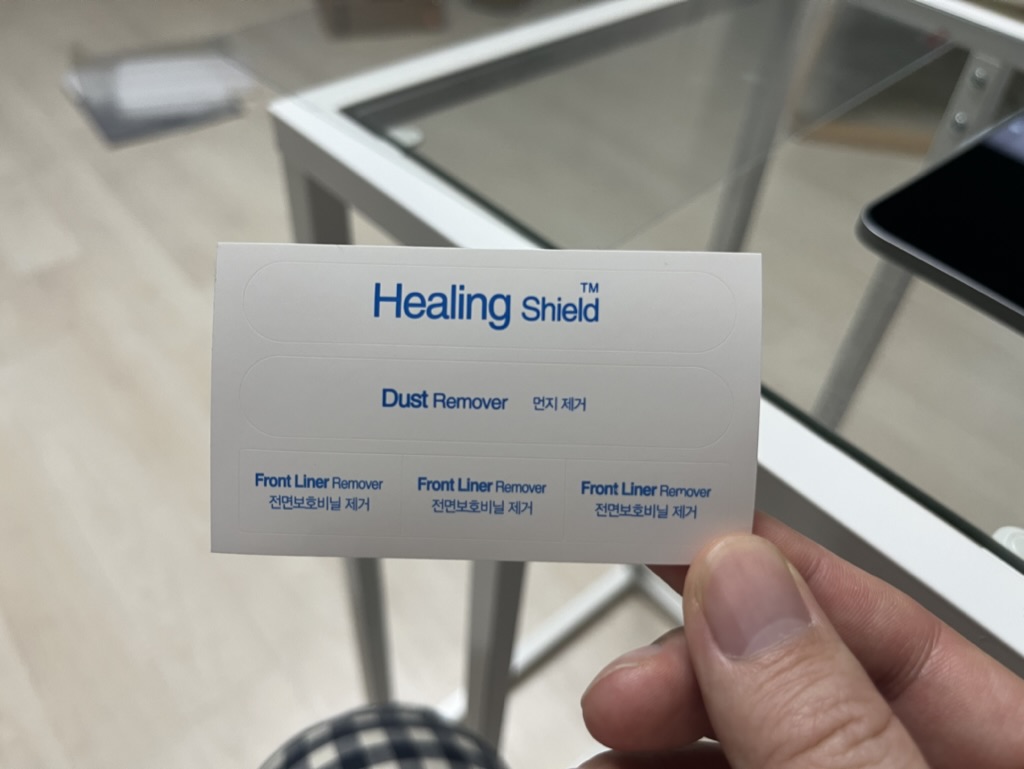 Healing Shield™
Dust Remover 먼지 제거
Front Liner Remover Front Liner Remover Front Liner Remover
전면보호비닐 제거 전면보호비닐 제거 전면보호비닐 제거